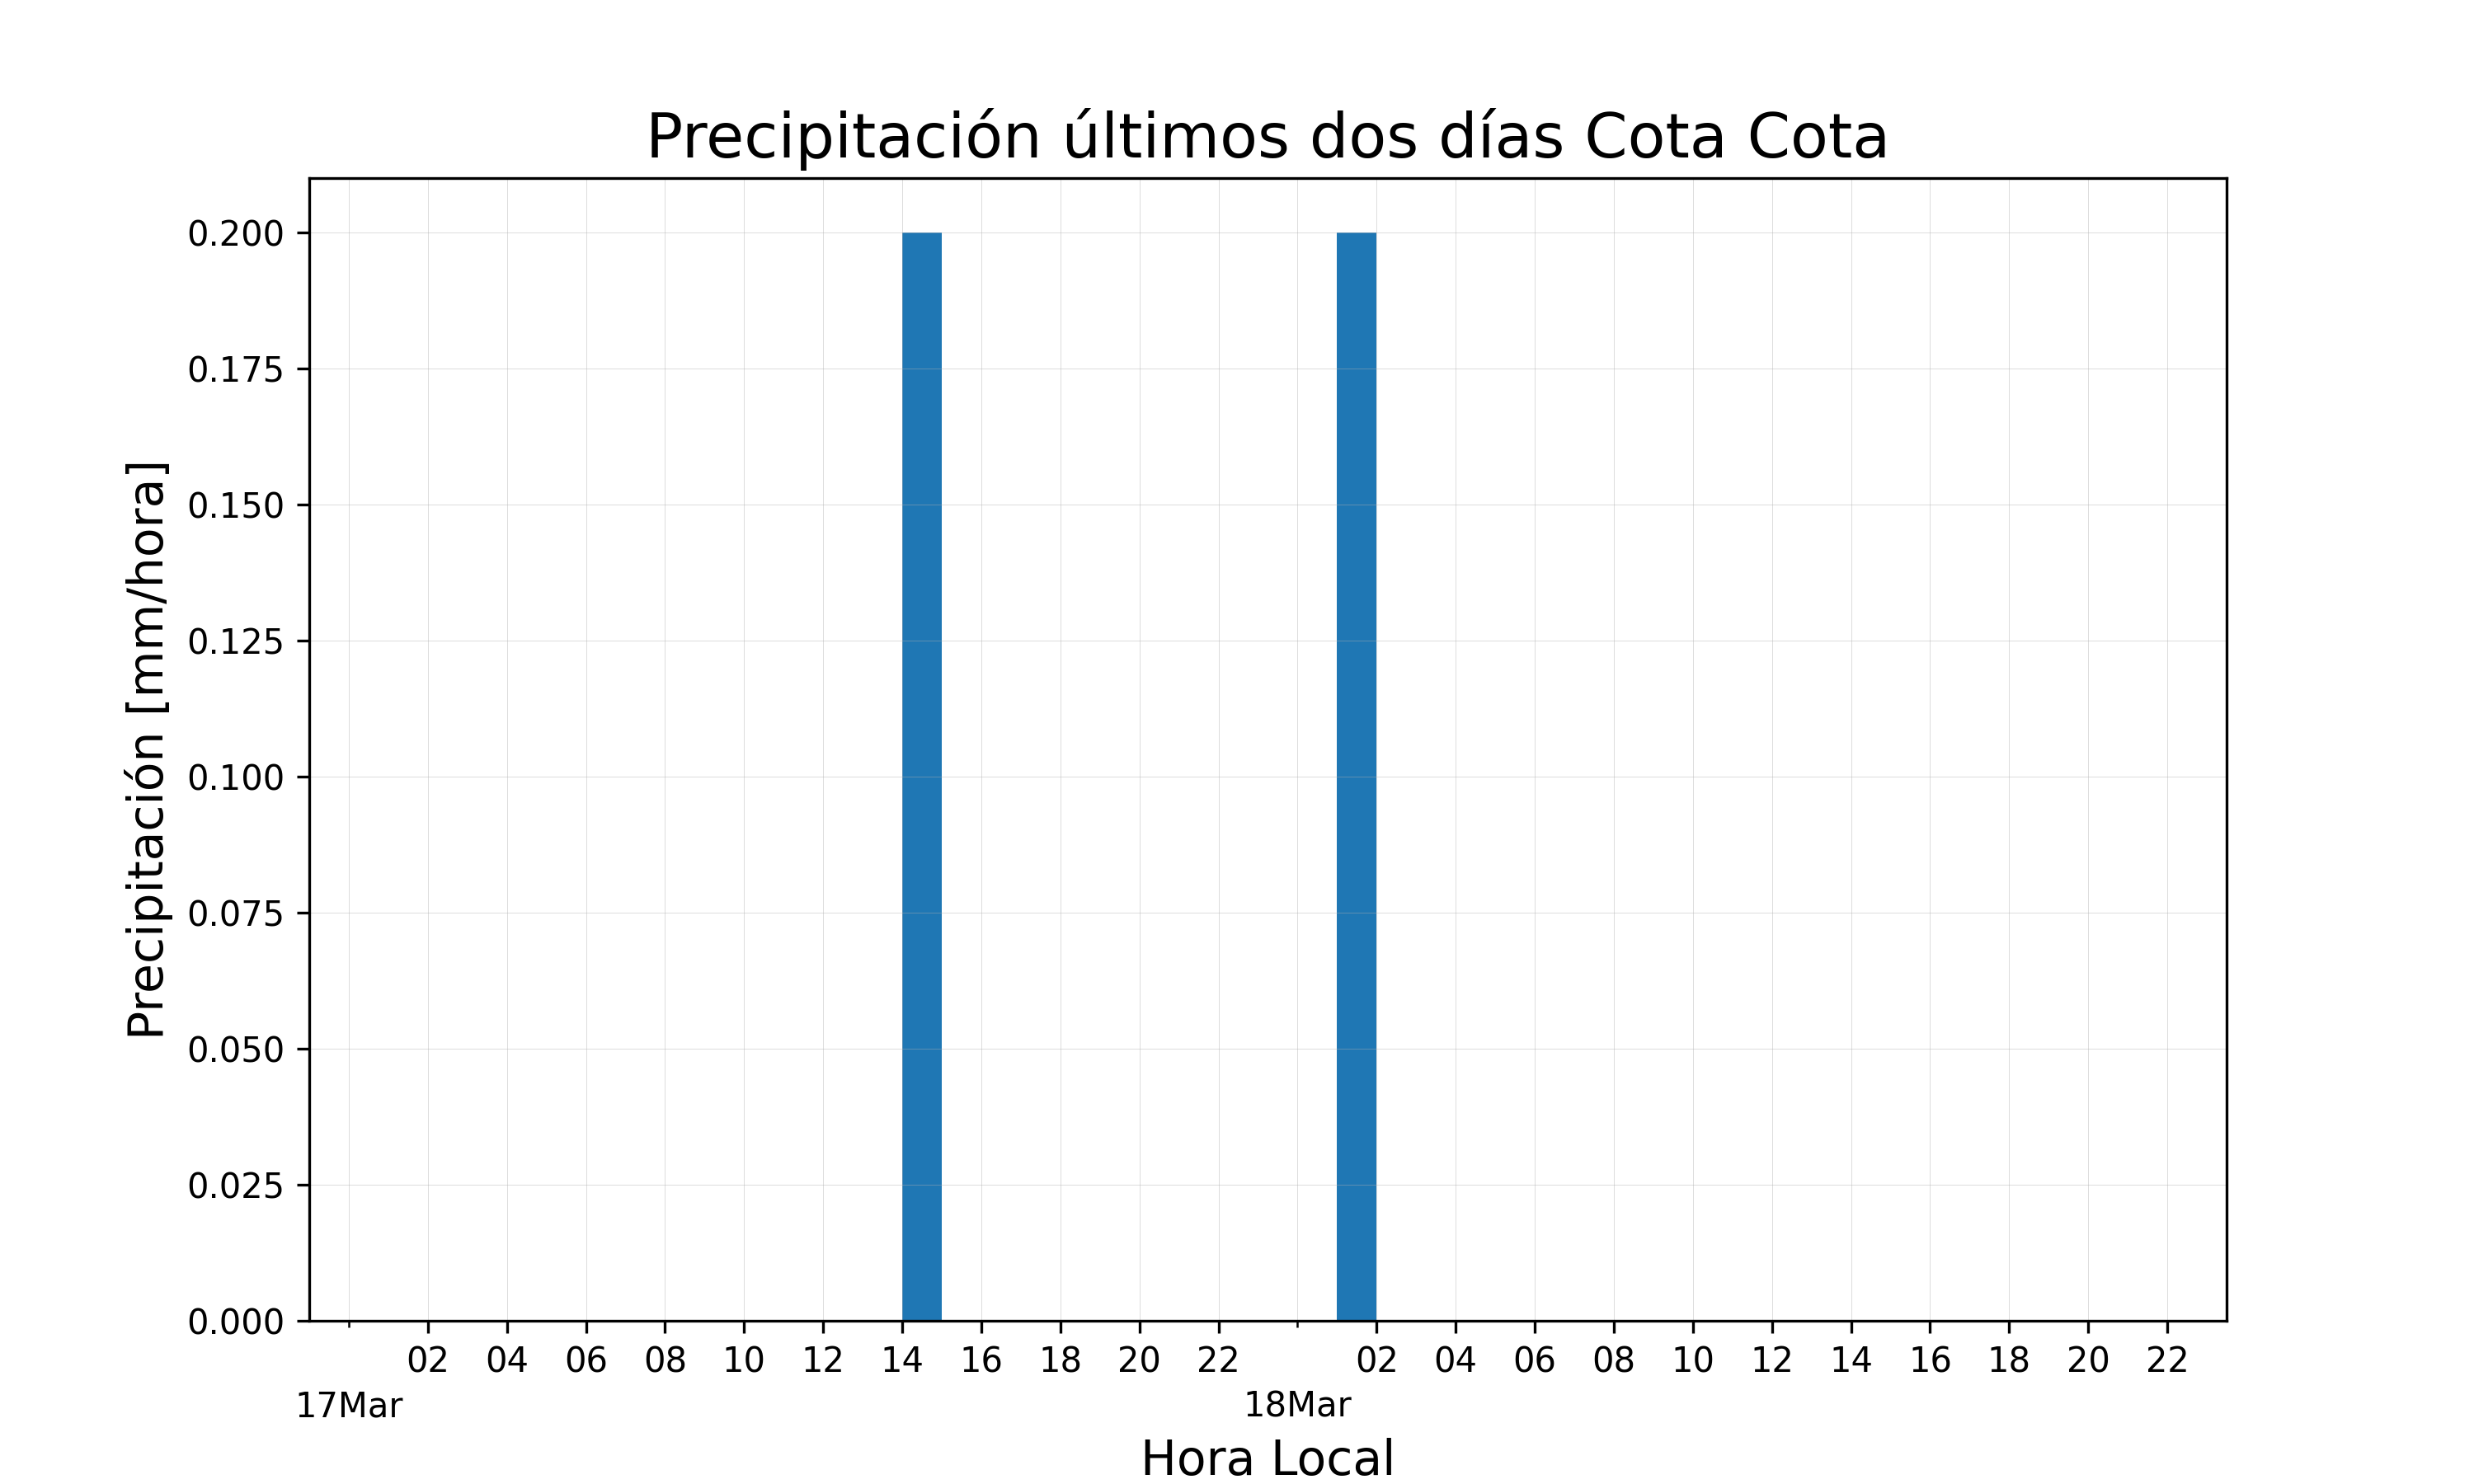 Precipitación últimos dos días Cota Cota
Precipitación [mm/hora]
0.200
0.175
0.150
0.125
0.100
0.075
0.050
0.025
0.000
02 04 06 08 10 12 14 16 18 20 22 02 04 06 08 10 12 14 16 18 20 22
17Mar 18Mar
Hora Local